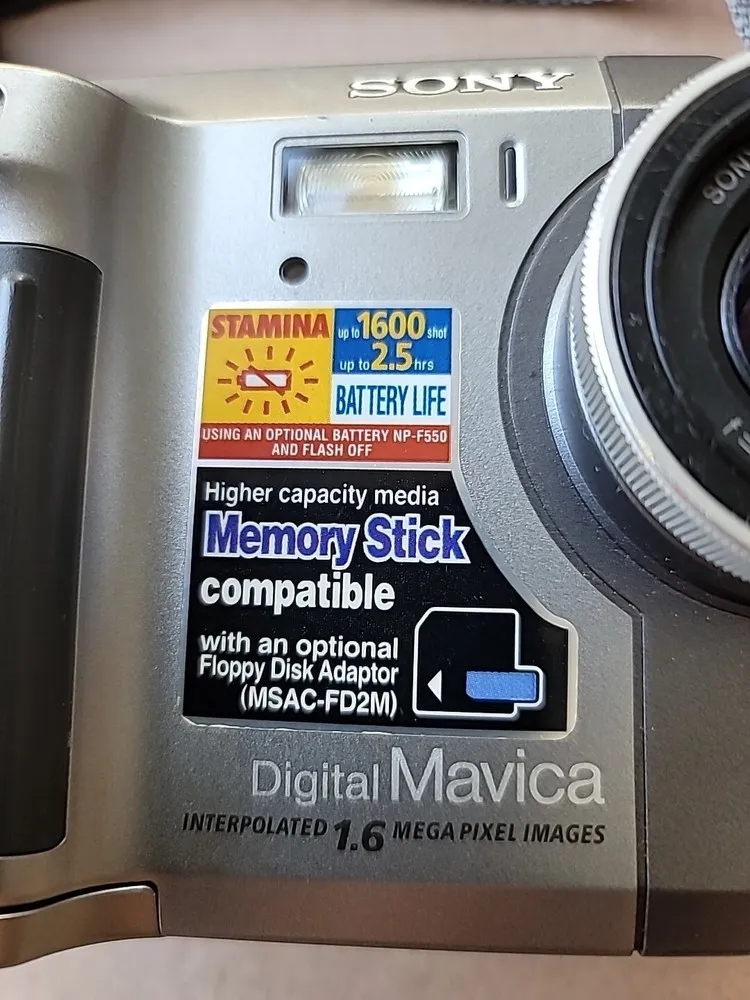 SONY
SONY
STAMINA
up to 1600 shot
up to 2.5 hrs
BATTERY LIFE
USING AN OPTIONAL BATTERY NP-F550
AND FLASH OFF
Higher capacity media
Memory Stick
compatible
with an optional
Floppy Disk Adaptor
(MSAC-FD2M)
Digital Mavica
INTERPOLATED 1.6 MEGA PIXEL IMAGES